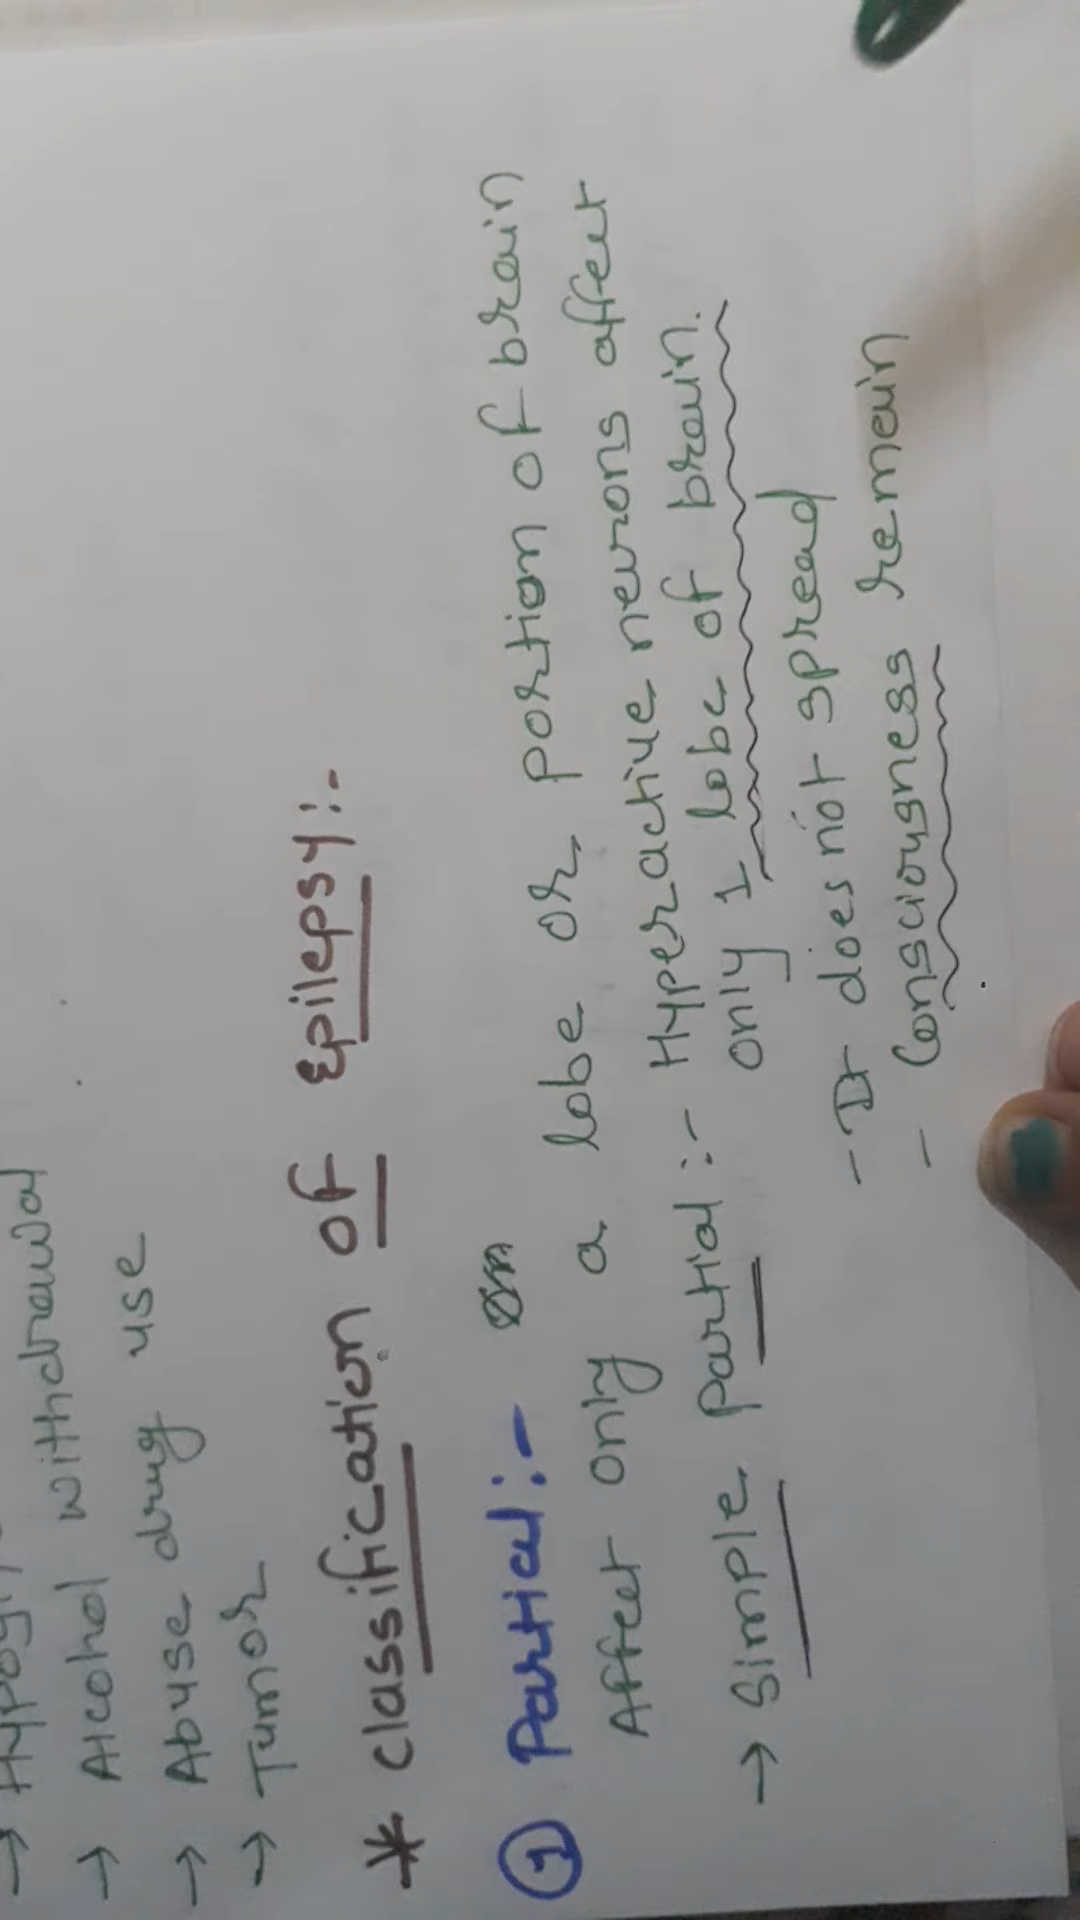 → Alcohol withdrawal
→ Abuse drug use
→ Tumor
* Classification of Epilepsy:-
① Partial:-
Affect only a lobe or portion of brain
→ Simple partial:- Hyperactive neurons affect
only 1 lobe of brain.
- It does not spread
- Consciousness remain